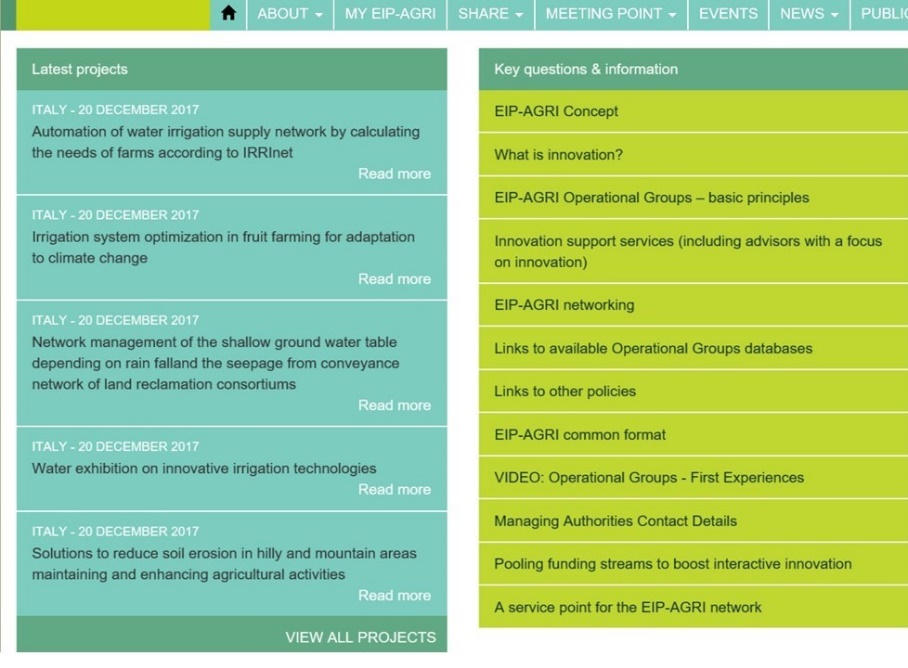 ABOUT
MY EIP-AGRI
SHARE
MEETING POINT
EVENTS
NEWS
Latest projects
ITALY - 20 DECEMBER 2017
Automation of water irrigation supply network by calculating
the needs of farms according to IRRInet
Read more
ITALY - 20 DECEMBER 2017
Irrigation system optimization in fruit farming for adaptation
to climate change
Read more
ITALY - 20 DECEMBER 2017
Network management of the shallow ground water table
depending on rain falland the seepage from conveyance
network of land reclamation consortiums
Read more
ITALY - 20 DECEMBER 2017
Water exhibition on innovative irrigation technologies
Read more
ITALY - 20 DECEMBER 2017
Solutions to reduce soil erosion in hilly and mountain areas
maintaining and enhancing agricultural activities
Read more
VIEW ALL PROJECTS
Key questions & information
EIP-AGRI Concept
What is innovation?
EIP-AGRI Operational Groups – basic principles
Innovation support services (including advisors with a focus
on innovation)
EIP-AGRI networking
Links to available Operational Groups databases
Links to other policies
EIP-AGRI common format
VIDEO: Operational Groups - First Experiences
Managing Authorities Contact Details
Pooling funding streams to boost interactive innovation
A service point for the EIP-AGRI network